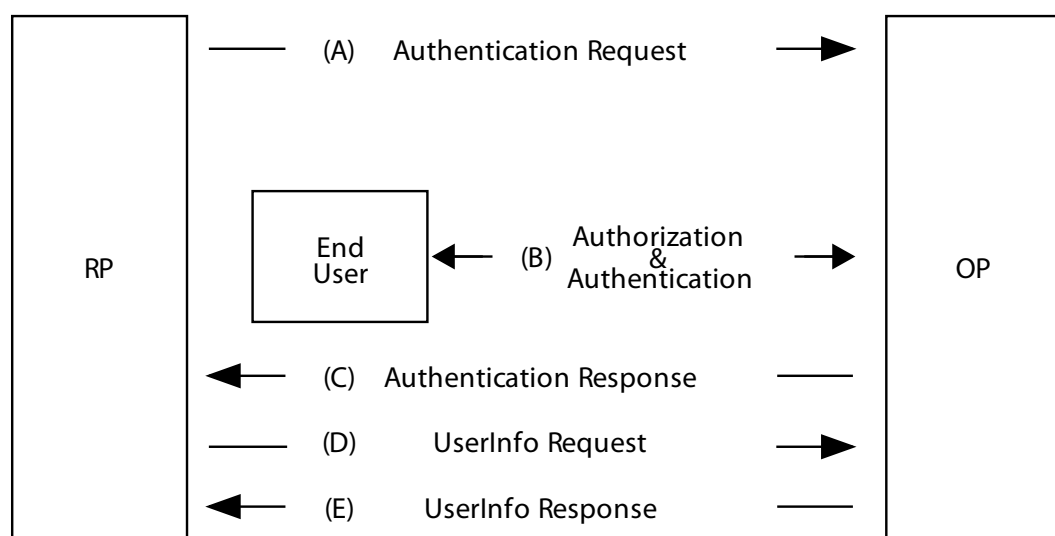 (A) Authentication Request
RP
End
User
(B) Authorization
&
Authentication
OP
(C) Authentication Response
(D) UserInfo Request
(E) UserInfo Response